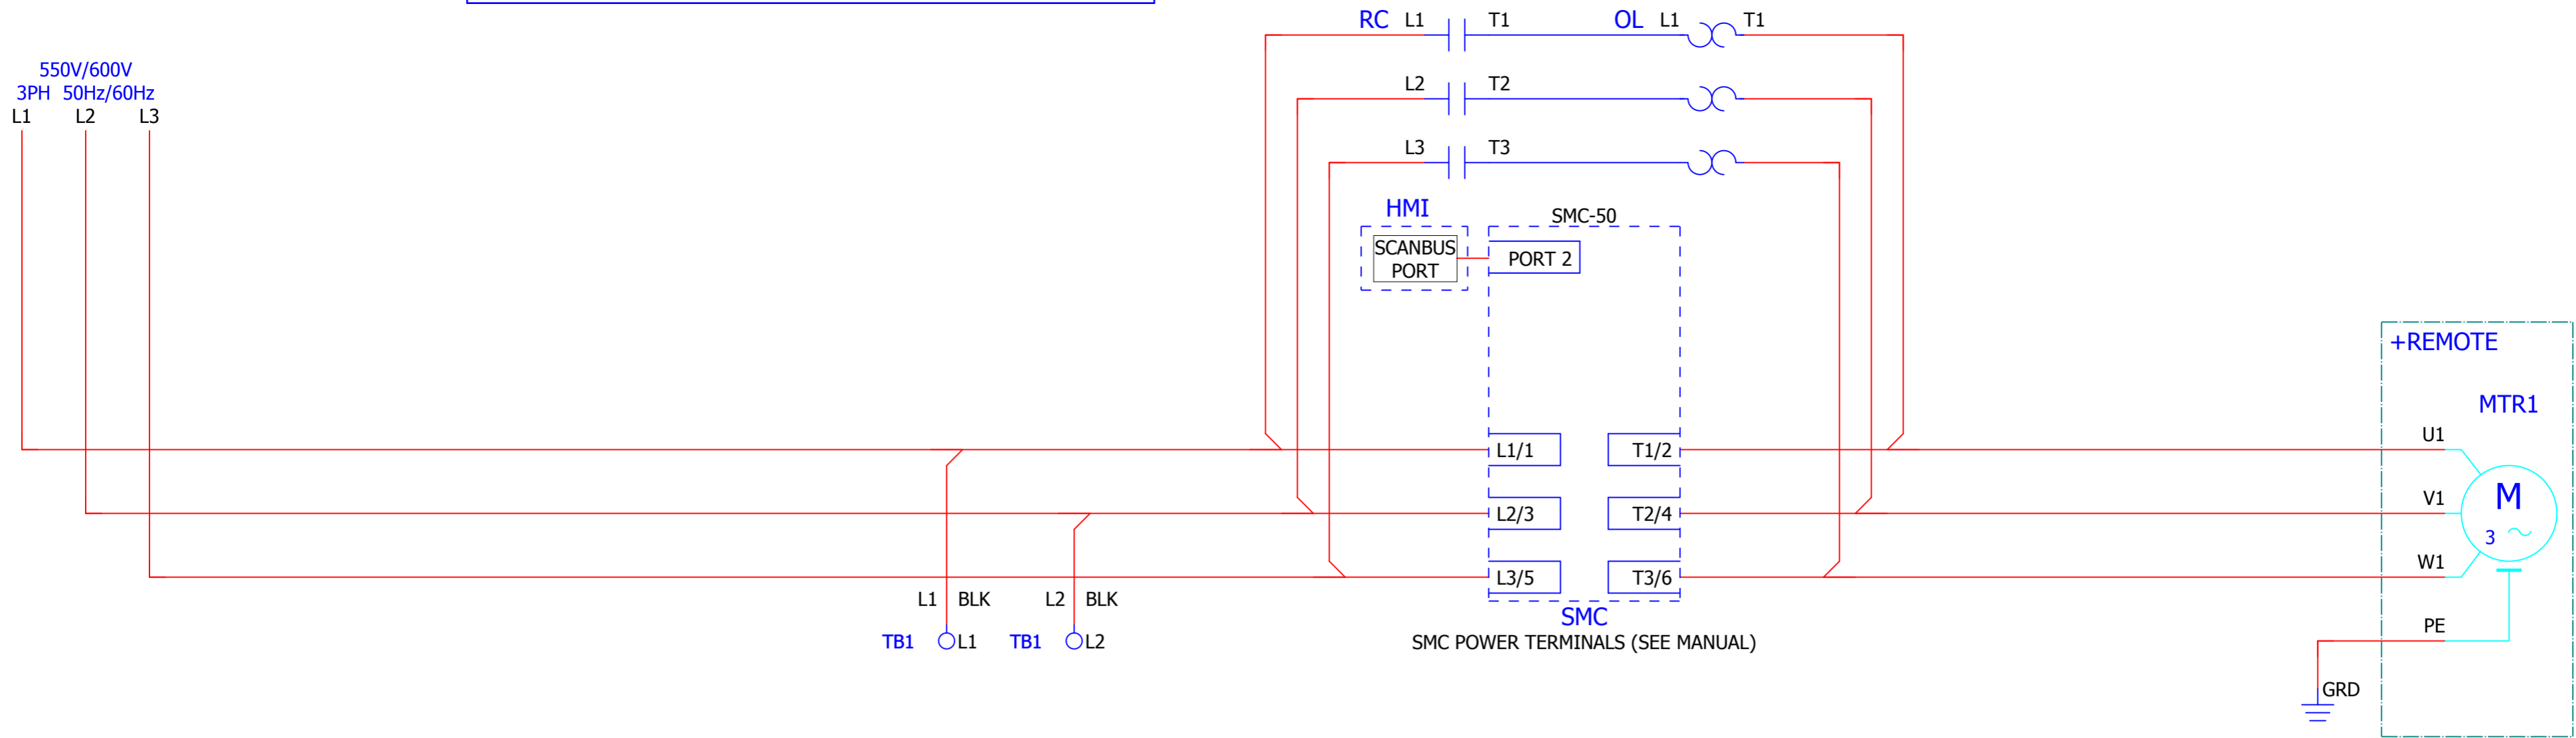 RC L1 T1 OL L1 T1
550V/600V
3PH 50Hz/60Hz
L1 L2 L3
L2 T2
L3 T3
HMI
SCANBUS
PORT
SMC-50
PORT 2
+REMOTE
MTR1
L1/1 T1/2 U1
L2/3 T2/4 V1
M
3
L3/5 T3/6 W1
L1 BLK L2 BLK
SMC
TB1 L1 TB1 L2
SMC POWER TERMINALS (SEE MANUAL)
PE
GRD